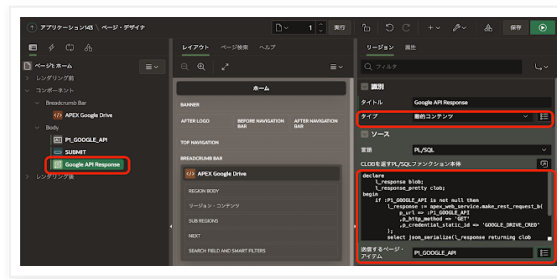 アプリケーション145 \ ページ・デザイナ
1
実行
保存
ページ1: ホーム
レンダリング前
コンポーネント
Breadcrumb Bar
APEX Google Drive
Body
P1_GOOGLE_API
SUBMIT
Google API Response
レンダリング後
レイアウト
ページ検索
ヘルプ
ホーム
BANNER
AFTER LOGO
BEFORE NAVIGATION BAR
AFTER NAVIGATION BAR
TOP NAVIGATION
BREADCRUMB BAR
APEX Google Drive
REGION BODY
リージョン・コンテンツ
SUB REGIONS
NEXT
SEARCH FIELD AND SMART FILTERS
リージョン
属性
フィルタ
識別
タイトル
Google API Response
タイプ
動的コンテンツ
ソース
言語
PL/SQL
CLOBを返すPL/SQLファンクション本体
declare
l_response blob;
l_response_pretty clob;
begin
if :P1_GOOGLE_API is not null then
l_response := apex_web_service.make_rest_request_b(
p_url => :P1_GOOGLE_API
,p_http_method => 'GET'
,p_credential_static_id => 'GOOGLE_DRIVE_CRED'
);
select json_serialize(l_response returning clob
送信するページ・アイテム
P1_GOOGLE_API